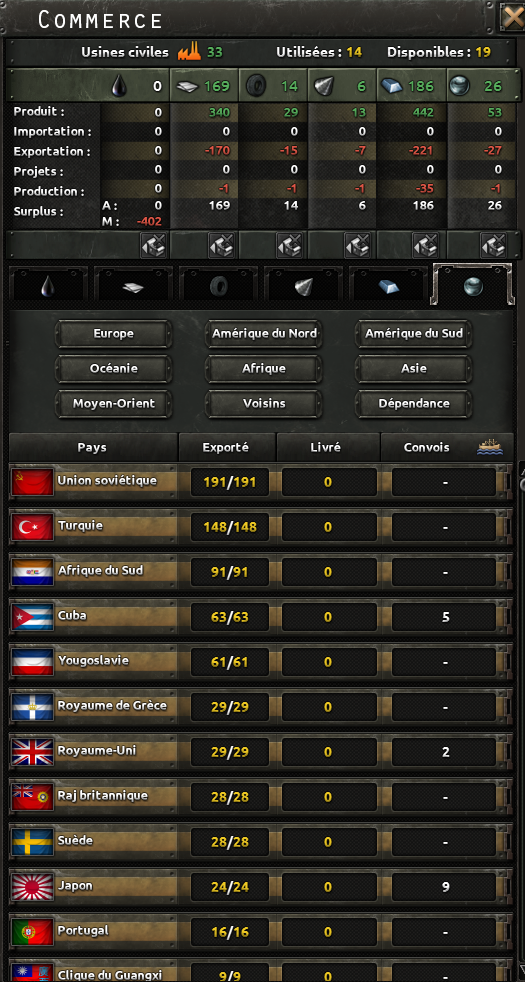 Commerce
Usines civiles 33 Utilisées : 14 Disponibles : 19
0 169 14 6 186 26
Produit : 0 340 29 13 442 53
Importation : 0 0 0 0 0 0
Exportation : 0 -170 -15 -7 -221 -27
Projets : 0 0 0 0 0 0
Production : 0 -1 -1 -1 -35 -1
Surplus : A : 0 169 14 6 186 26
M : -402
Europe Amérique du Nord Amérique du Sud
Océanie Afrique Asie
Moyen-Orient Voisins Dépendance
Pays Exporté Livré Convois
Union soviétique 191/191 0 -
Turquie 148/148 0 -
Afrique du Sud 91/91 0 -
Cuba 63/63 0 5
Yougoslavie 61/61 0 -
Royaume de Grèce 29/29 0 -
Royaume-Uni 29/29 0 2
Raj britannique 28/28 0 -
Suède 28/28 0 -
Japon 24/24 0 9
Portugal 16/16 0 -
Clique du Guangxi 9/9 0 -